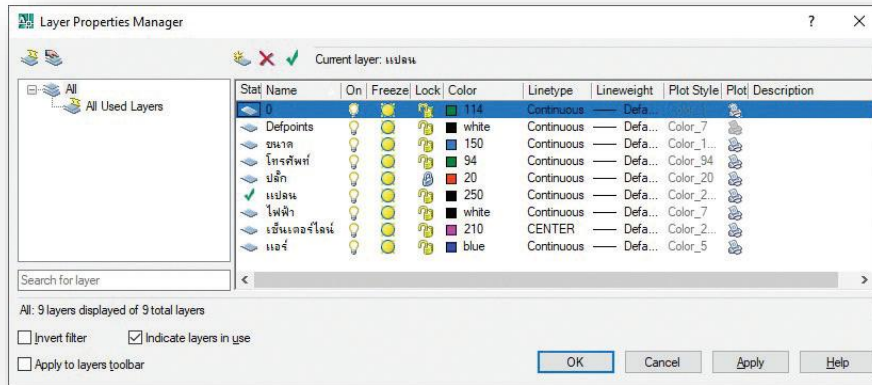 Layer Properties Manager
Current layer: แปลน
All
All Used Layers
Stat Name On Freeze Lock Color Linetype Lineweight Plot Style Plot Description
0 114 Continuous Defa...
Defpoints white Continuous Defa... Color_7
ขนาด 150 Continuous Defa... Color_1...
โทรศัพท์ 94 Continuous Defa... Color_94
ปลั๊ก 20 Continuous Defa... Color_20
แปลน 250 Continuous Defa... Color_2...
ไฟฟ้า white Continuous Defa... Color_7
เซ็นเตอร์ไลน์ 210 CENTER Defa... Color_2...
แอร์ blue Continuous Defa... Color_5
Search for layer
All: 9 layers displayed of 9 total layers
Invert filter Indicate layers in use
Apply to layers toolbar
OK Cancel Apply Help